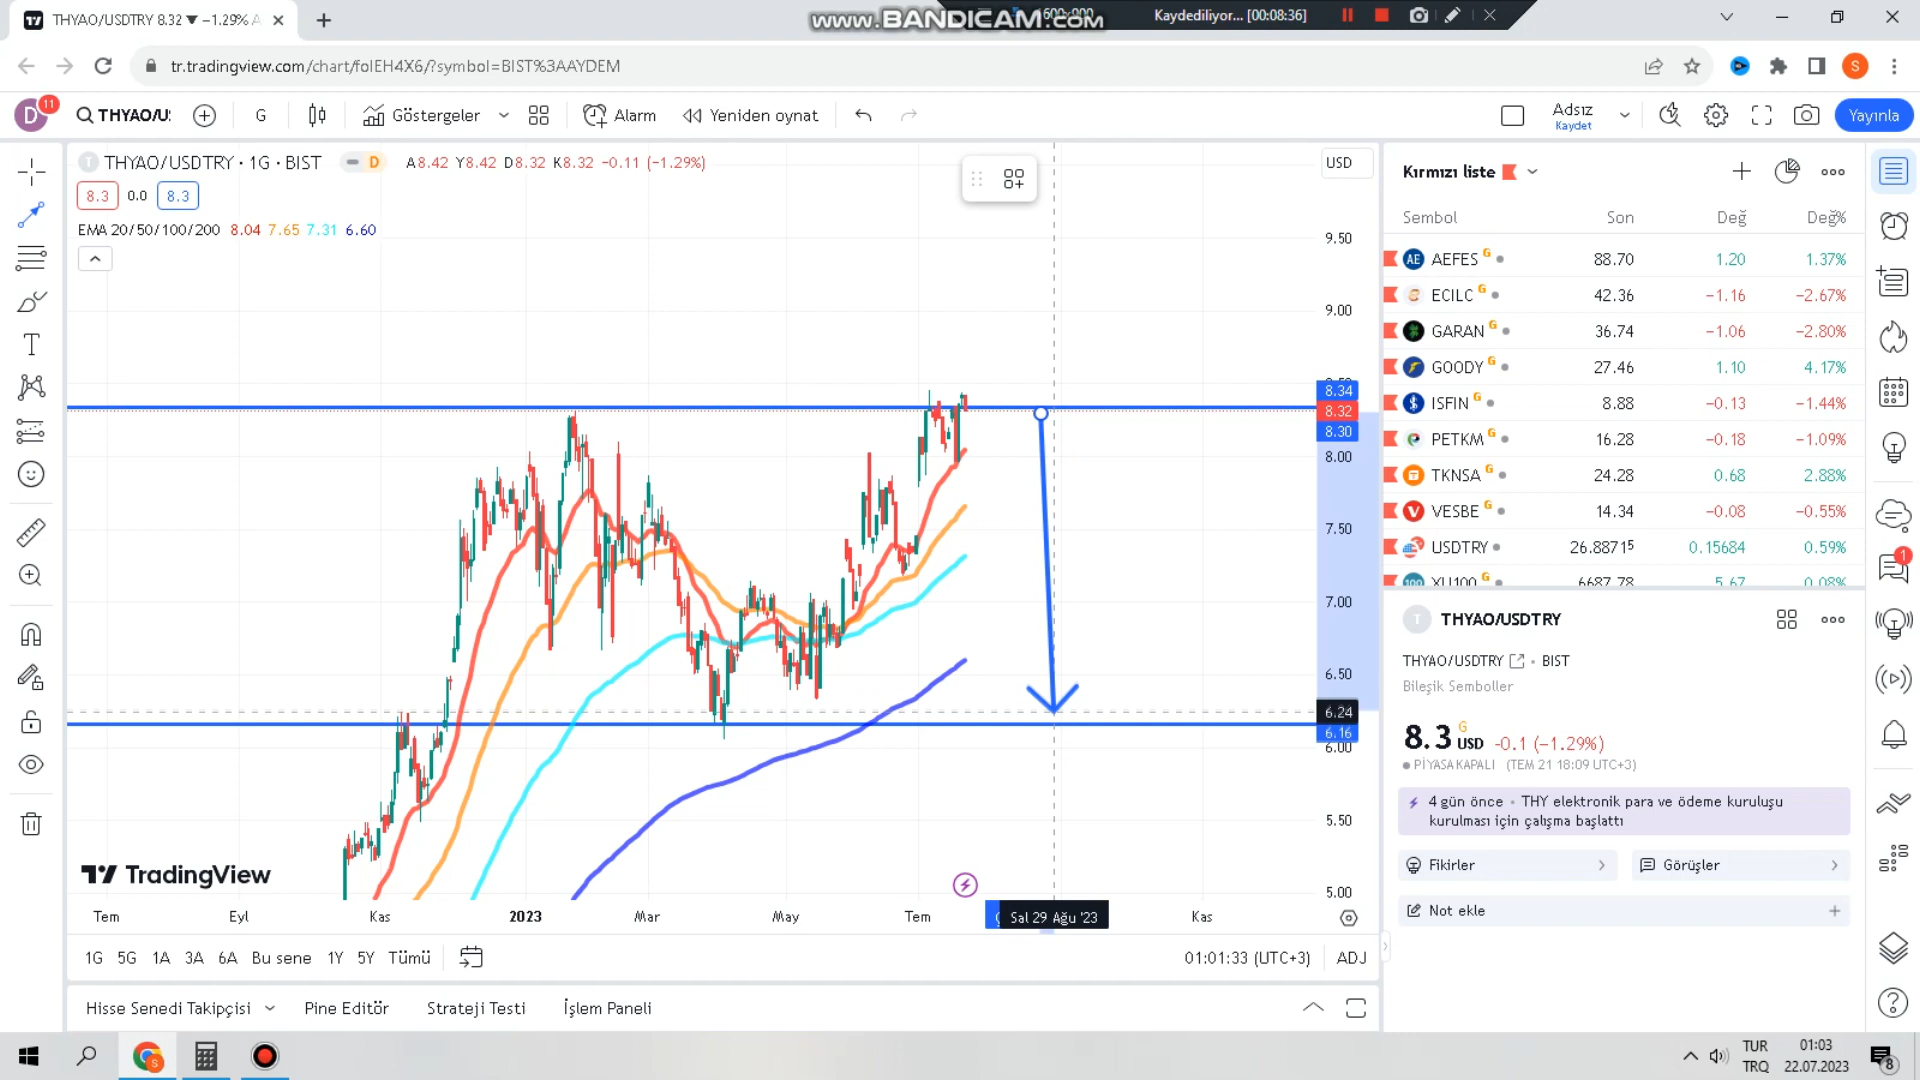 THYAO/USDTRY 8.32 ▼ −1.29% A
www.BANDICAM.com
Kaydediliyor... [00:08:36]
tr.tradingview.com/chart/folEH4X6/?symbol=BIST%3AAYDEM
S
D
11
THYAO/U:
G
Göstergeler
Alarm
Yeniden oynat
Adsız
Kaydet
Yayınla
T
THYAO/USDTRY · 1G · BIST
D
A8.42 Y8.42 D8.32 K8.32 −0.11 (−1.29%)
USD
8.3
0.0
8.3
EMA 20/50/100/200 8.04 7.65 7.31 6.60
9.50
9.00
8.34
8.32
8.30
8.00
7.50
7.00
6.50
6.24
6.16
6.00
5.50
5.00
TradingView
Tem
Eyl
Kas
2023
Mar
May
Tem
Sal 29 Ağu '23
Kas
1G 5G 1A 3A 6A Bu sene 1Y 5Y Tümü
01:01:33 (UTC+3)
ADJ
Hisse Senedi Takipçisi
Pine Editör
Strateji Testi
İşlem Paneli
Kırmızı liste
Sembol Son Değ Değ%
AE AEFES G 88.70 1.20 1.37%
ECILC G 42.36 −1.16 −2.67%
GARAN G 36.74 −1.06 −2.80%
GOODY G 27.46 1.10 4.17%
ISFIN G 8.88 −0.13 −1.44%
PETKM G 16.28 −0.18 −1.09%
TKNSA G 24.28 0.68 2.88%
VESBE G 14.34 −0.08 −0.55%
USDTRY 26.88715 0.15684 0.59%
100 XU100 G 6687.78 5.67 0.08%
T THYAO/USDTRY
THYAO/USDTRY · BIST
Bileşik Semboller
8.3 G USD -0.1 (−1.29%)
PİYASA KAPALI (TEM 21 18:09 UTC+3)
4 gün önce · THY elektronik para ve ödeme kuruluşu
kurulması için çalışma başlattı
Fikirler
Görüşler
Not ekle
1
S
TUR
TRQ
01:03
22.07.2023
8